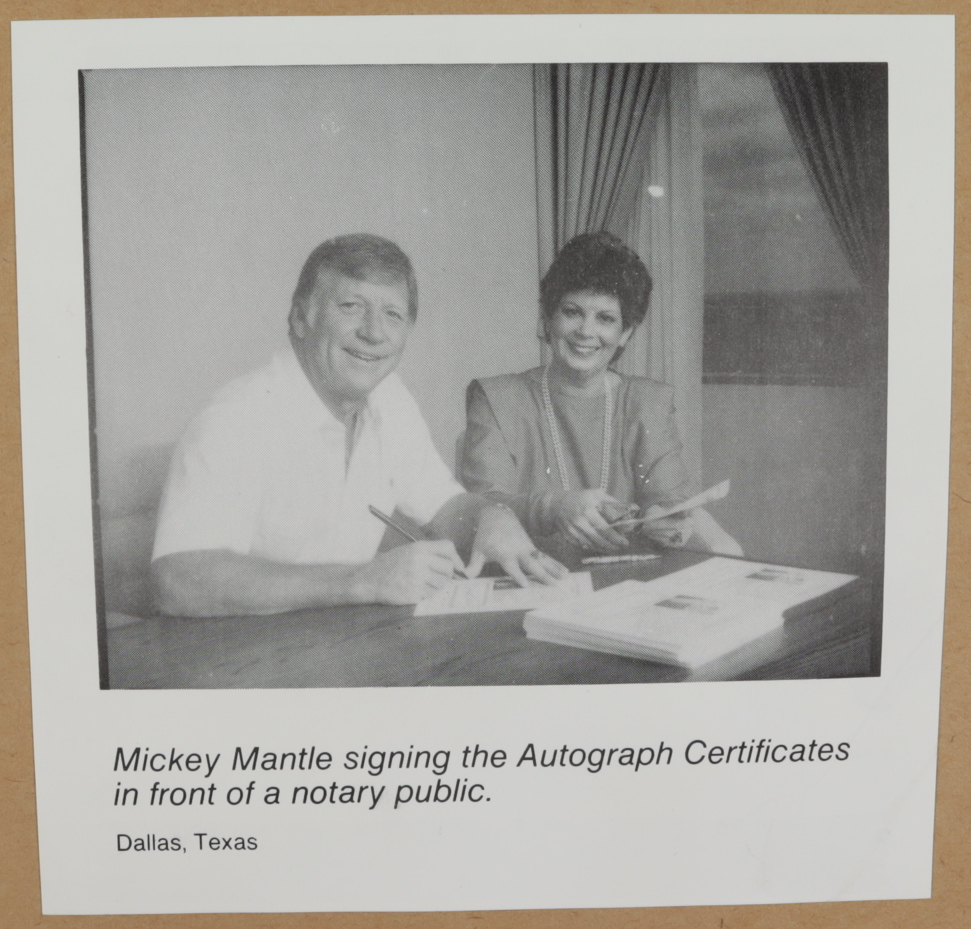 Mickey Mantle signing the Autograph Certificates
in front of a notary public.
Dallas, Texas